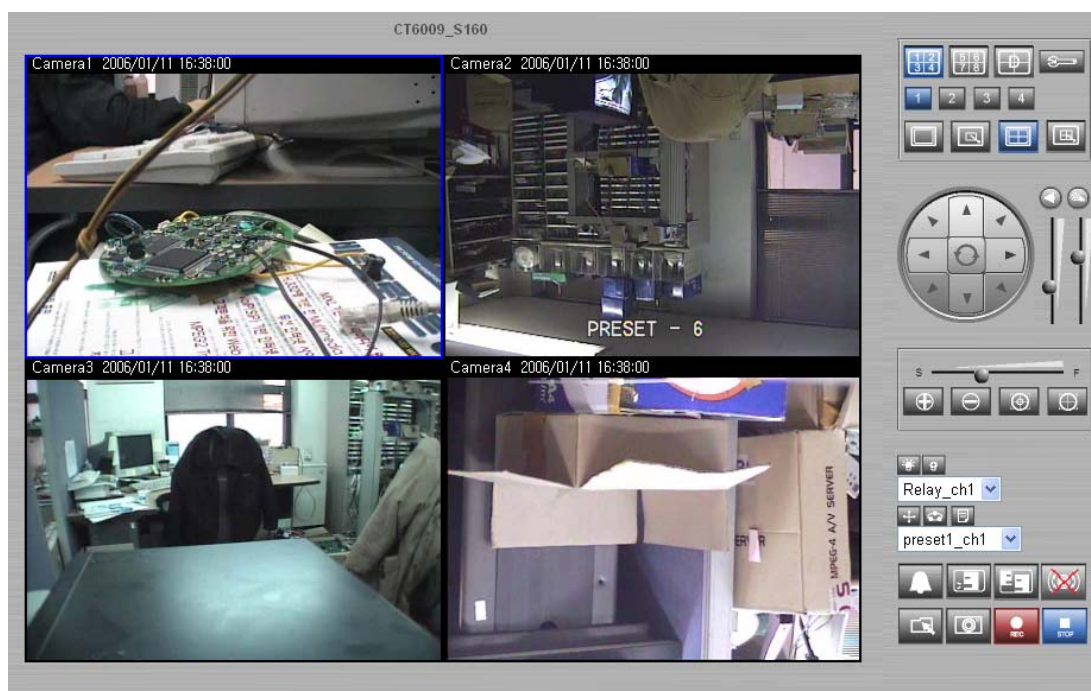 CT6009_S160
Camera1 2006/01/11 16:38:00
Camera2 2006/01/11 16:38:00
PRESET - 6
Camera3 2006/01/11 16:38:00
Camera4 2006/01/11 16:38:00
MPEG-4 A/V SERVER
1 2
3 4
5 6
7 8
D
1 2 3 4
S F
Relay_ch1
preset1_ch1
REC
STOP